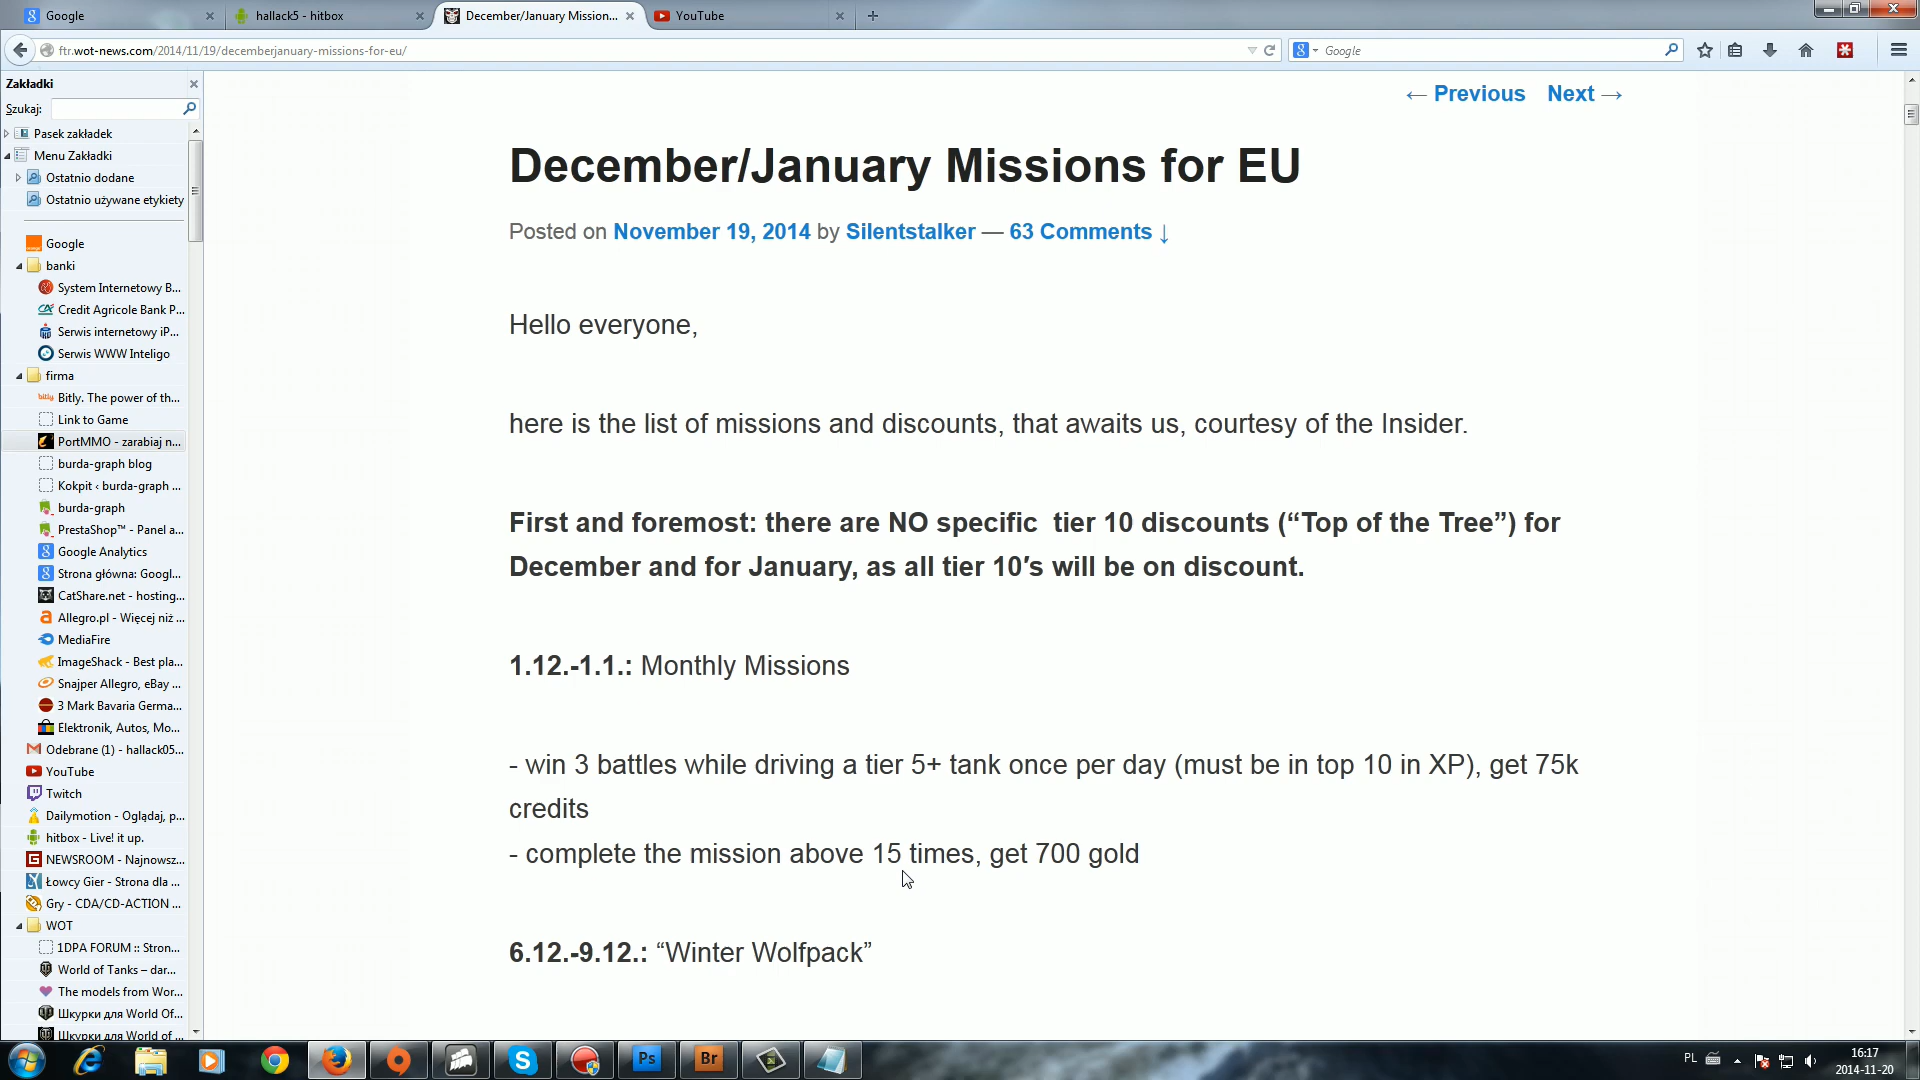 Google
hallack5 - hitbox
December/January Mission...
YouTube
ftr.wot-news.com/2014/11/19/decemberjanuary-missions-for-eu/
Google
Zakładki
Szukaj:
Pasek zakładek
Menu Zakładki
Ostatnio dodane
Ostatnio używane etykiety
Google
banki
System Internetowy B...
Credit Agricole Bank P...
Serwis internetowy iP...
Serwis WWW Inteligo
firma
Bitly. The power of th...
Link to Game
PortMMO - zarabiaj n...
burda-graph blog
Kokpit ‹ burda-graph ...
burda-graph
PrestaShop™ - Panel a...
Google Analytics
Strona główna: Googl...
CatShare.net - hosting...
Allegro.pl - Więcej niż ...
MediaFire
ImageShack - Best pla...
Snajper Allegro, eBay ...
3 Mark Bavaria Germa...
Elektronik, Autos, Mo...
Odebrane (1) - hallack05...
YouTube
Twitch
Dailymotion - Oglądaj, p...
hitbox - Live! it up.
NEWSROOM - Najnowsz...
Łowcy Gier - Strona dla ...
Gry - CDA/CD-ACTION ...
WOT
1DPA FORUM :: Stron...
World of Tanks – dar...
The models from Wor...
Шкурки для World Of...
Шкурки для World of ...
← Previous Next →
December/January Missions for EU
Posted on November 19, 2014 by Silentstalker — 63 Comments ↓
Hello everyone,
here is the list of missions and discounts, that awaits us, courtesy of the Insider.
First and foremost: there are NO specific  tier 10 discounts (“Top of the Tree”) for
December and for January, as all tier 10′s will be on discount.
1.12.-1.1.: Monthly Missions
- win 3 battles while driving a tier 5+ tank once per day (must be in top 10 in XP), get 75k
credits
- complete the mission above 15 times, get 700 gold
6.12.-9.12.: “Winter Wolfpack”
Ps
Br
PL
16:17
2014-11-20